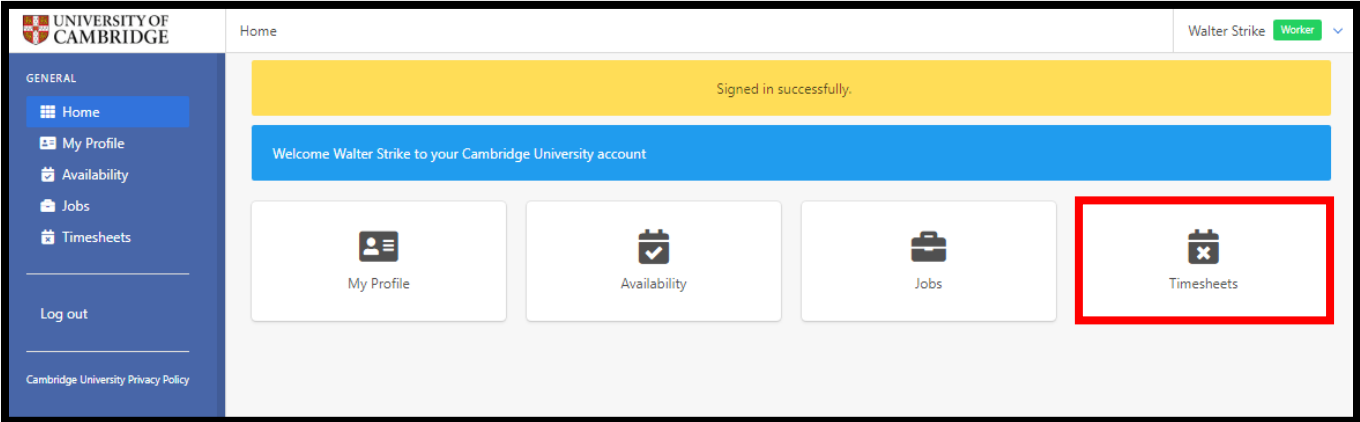 UNIVERSITY OF
CAMBRIDGE
Home
Walter Strike Worker
GENERAL
Home
My Profile
Availability
Jobs
Timesheets
Log out
Cambridge University Privacy Policy
Signed in successfully.
Welcome Walter Strike to your Cambridge University account
My Profile
Availability
Jobs
Timesheets